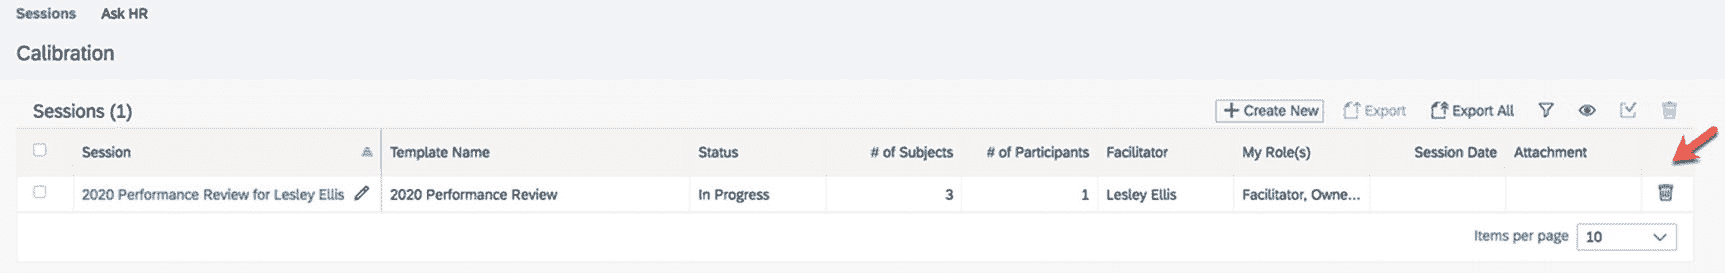 Sessions Ask HR
Calibration
Sessions (1)
Create New Export Export All
Session Template Name Status # of Subjects # of Participants Facilitator My Role(s) Session Date Attachment
2020 Performance Review for Lesley Ellis 2020 Performance Review In Progress 3 1 Lesley Ellis Facilitator, Owne...
Items per page 10